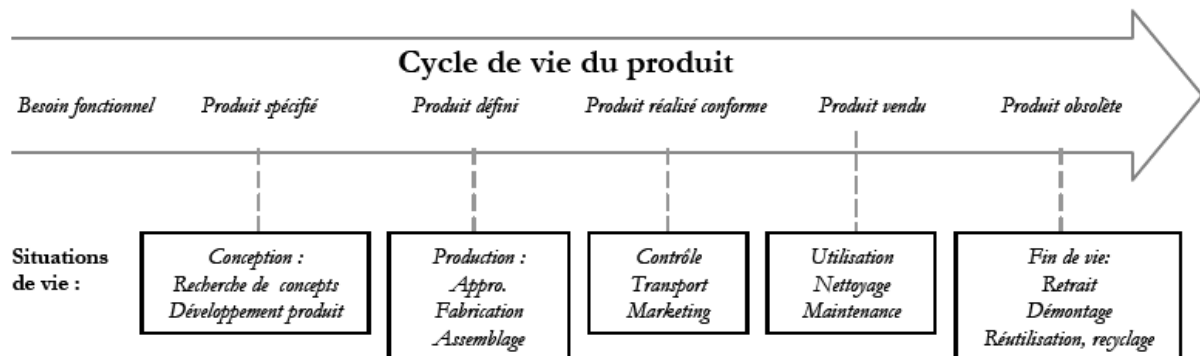 Cycle de vie du produit
Besoin fonctionnel Produit spécifié Produit défini Produit réalisé conforme Produit vendu Produit obsolète
Situations de vie :
Conception :
Recherche de concepts
Développement produit
Production :
Appro.
Fabrication
Assemblage
Contrôle
Transport
Marketing
Utilisation
Nettoyage
Maintenance
Fin de vie:
Retrait
Démontage
Réutilisation, recyclage